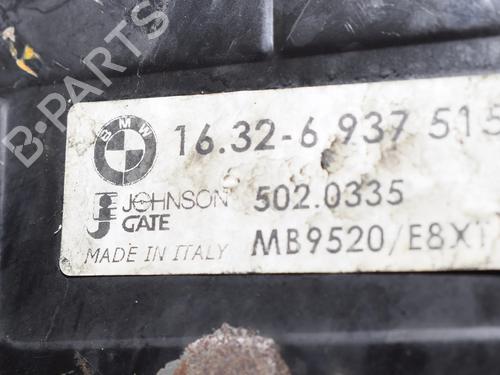 BMW
16.32-6 937 515
JOHNSON
GATE
502.0335
MADE IN ITALY
MB9520/E8XT
B-PARTS